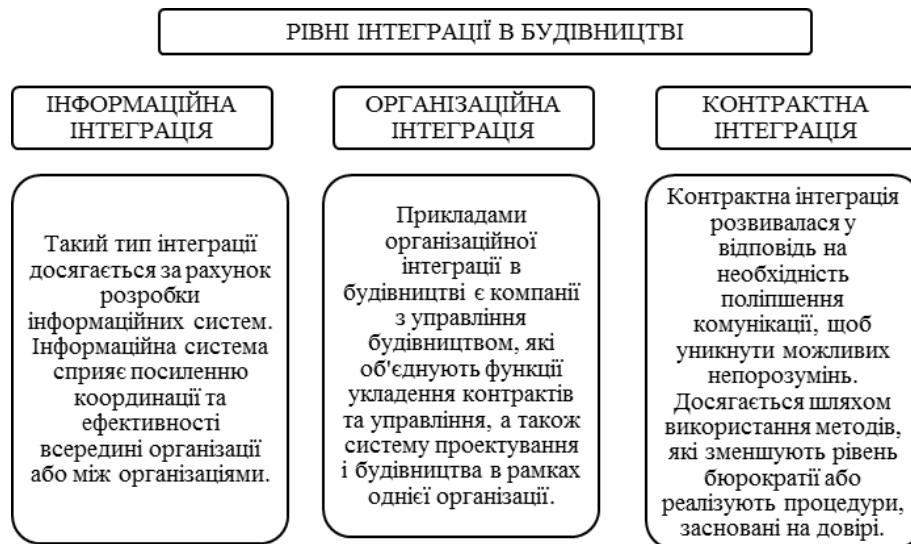 РІВНІ ІНТЕГРАЦІЇ В БУДІВНИЦТВІ
ІНФОРМАЦІЙНА
ІНТЕГРАЦІЯ
ОРГАНІЗАЦІЙНА
ІНТЕГРАЦІЯ
КОНТРАКТНА
ІНТЕГРАЦІЯ
Такий тип інтеграції
досягається за рахунок
розробки
інформаційних систем.
Інформаційна система
сприяє посиленню
координації та
ефективності
всередині організації
або між організаціями.
Прикладами
організаційної
інтеграції в
будівництві є компанії
з управління
будівництвом, які
об'єднують функції
укладення контрактів
та управління, а також
систему проектування
і будівництва в рамках
однієї організації.
Контрактна інтеграція
розвивалася у
відповідь на
необхідність
поліпшення
комунікації, щоб
уникнути можливих
непорозумінь.
Досягається шляхом
використання методів,
які зменшують рівень
бюрократії або
реалізують процедури,
засновані на довірі.